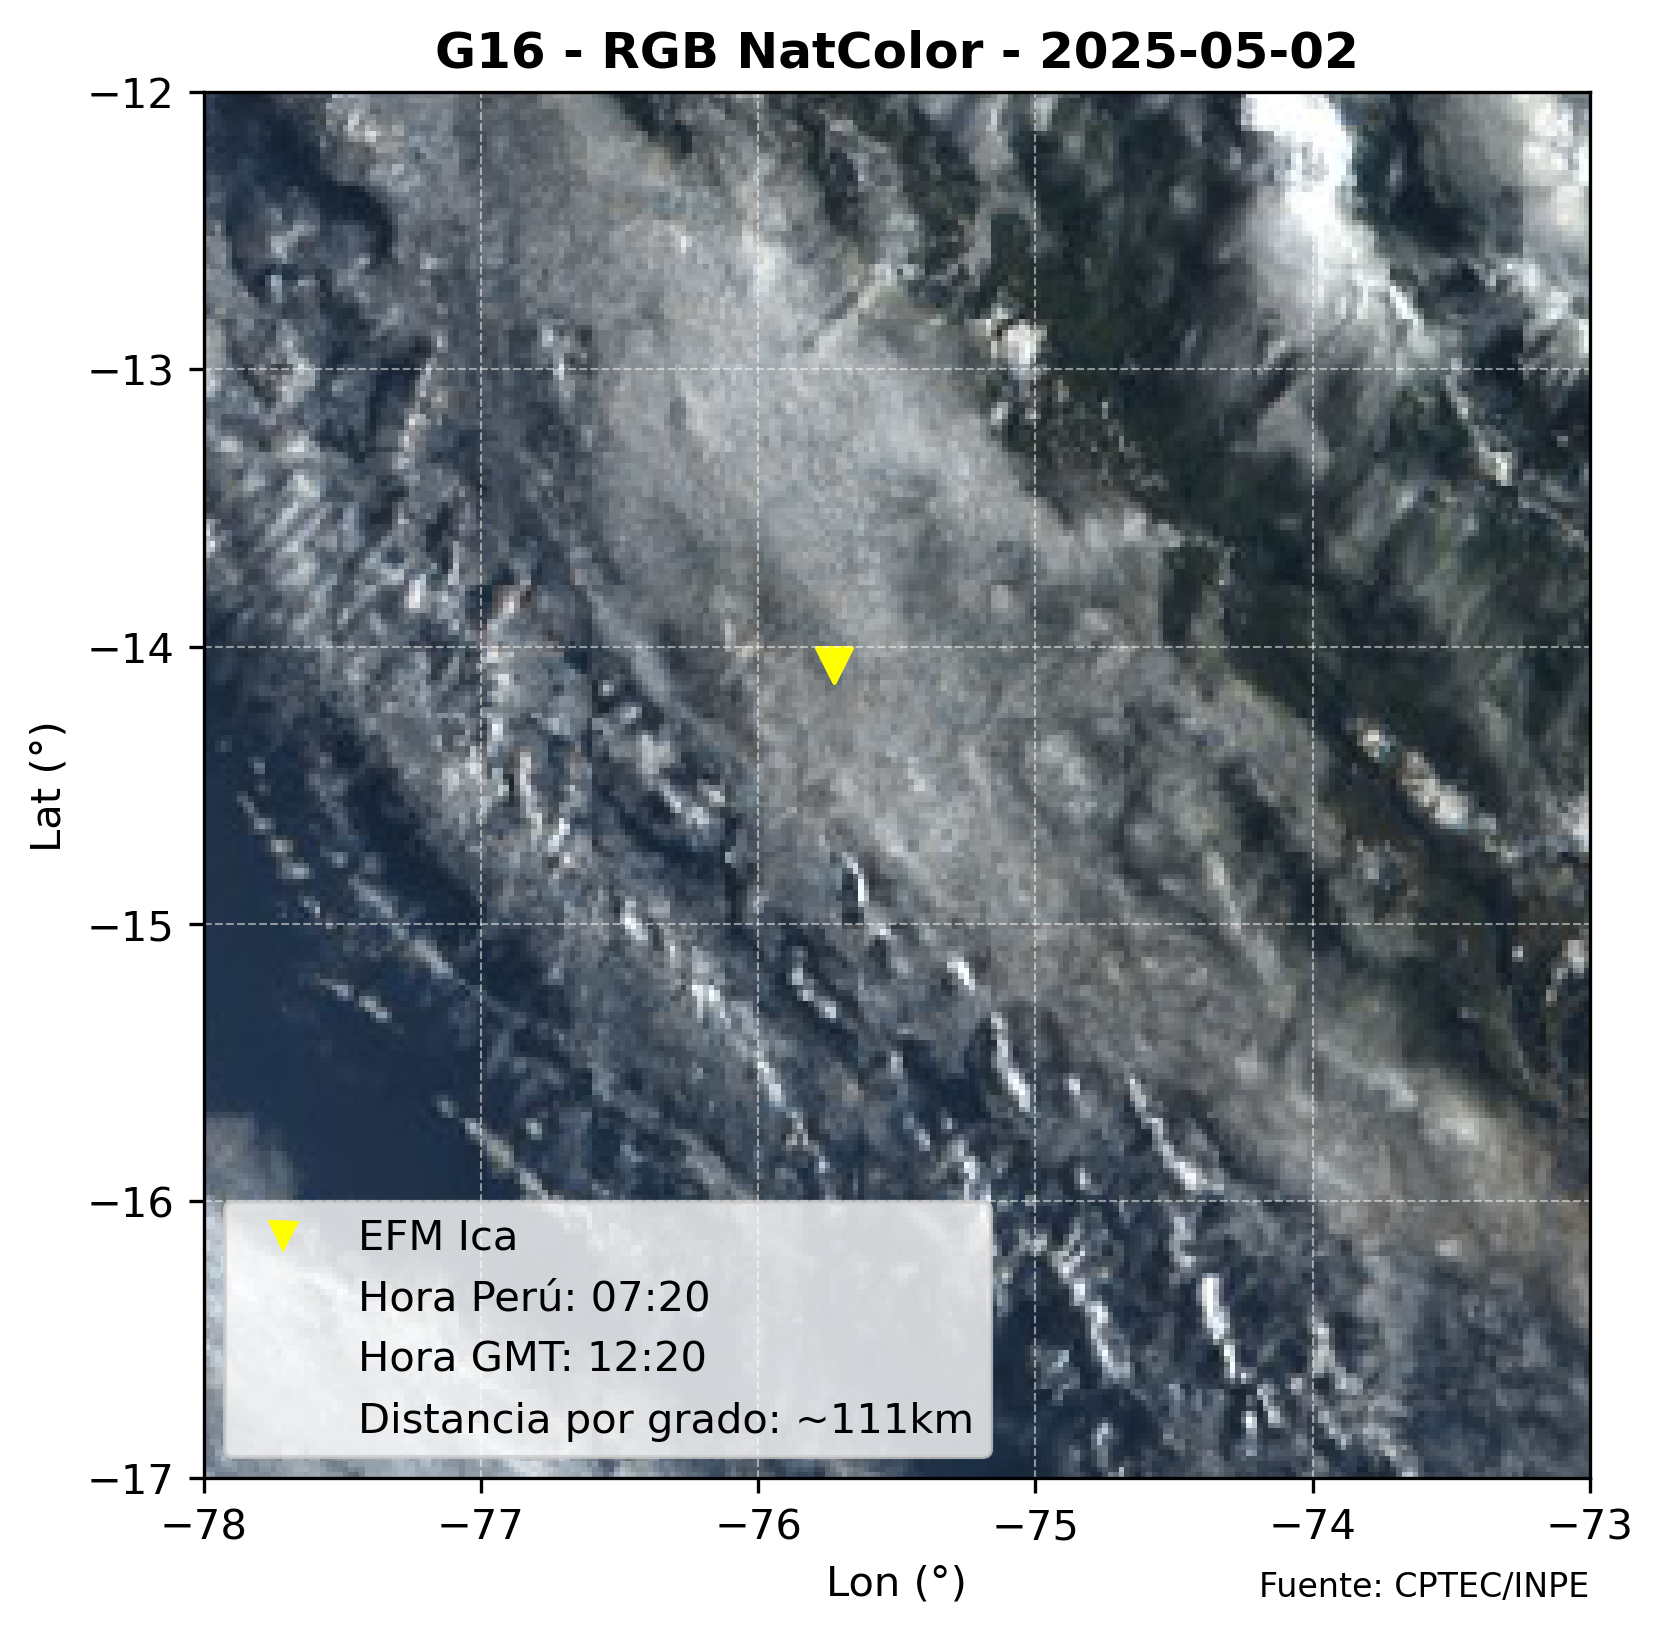 G16 - RGB NatColor - 2025-05-02
−12
−13
−14
−15
−16
−17
Lat (°)
EFM Ica
Hora Perú: 07:20
Hora GMT: 12:20
Distancia por grado: ~111km
−78 −77 −76 −75 −74 −73
Lon (°)
Fuente: CPTEC/INPE